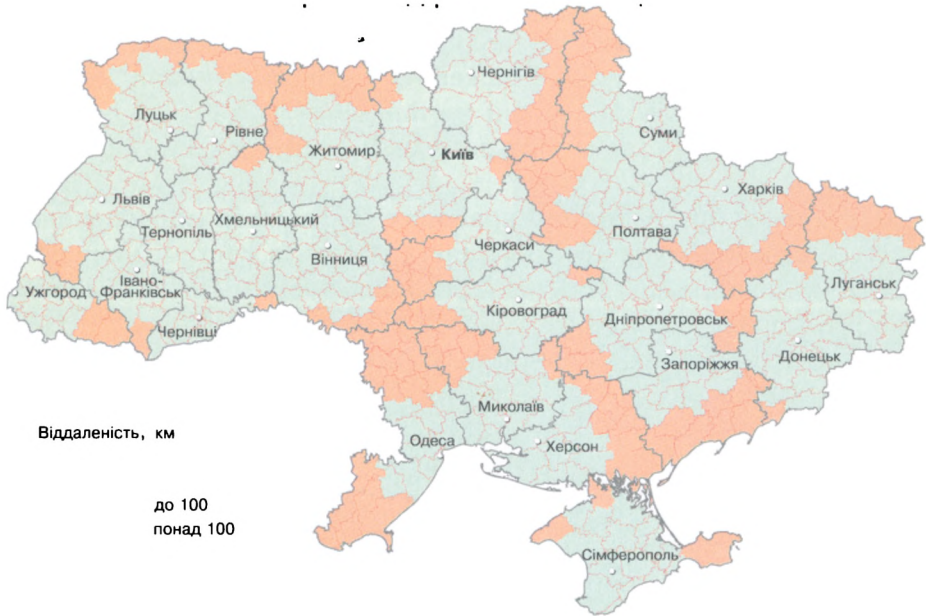 Чернігів
Луцьк
Рівне
Суми
Житомир
Київ
Львів
Харків
Хмельницький
Тернопіль
Полтава
Черкаси
Вінниця
Івано-
Франківськ
Ужгород
Луганськ
Кіровоград
Дніпропетровськ
Чернівці
Донецьк
Запоріжжя
Миколаїв
Віддаленість, км
Одеса
Херсон
до 100
понад 100
Сімферополь